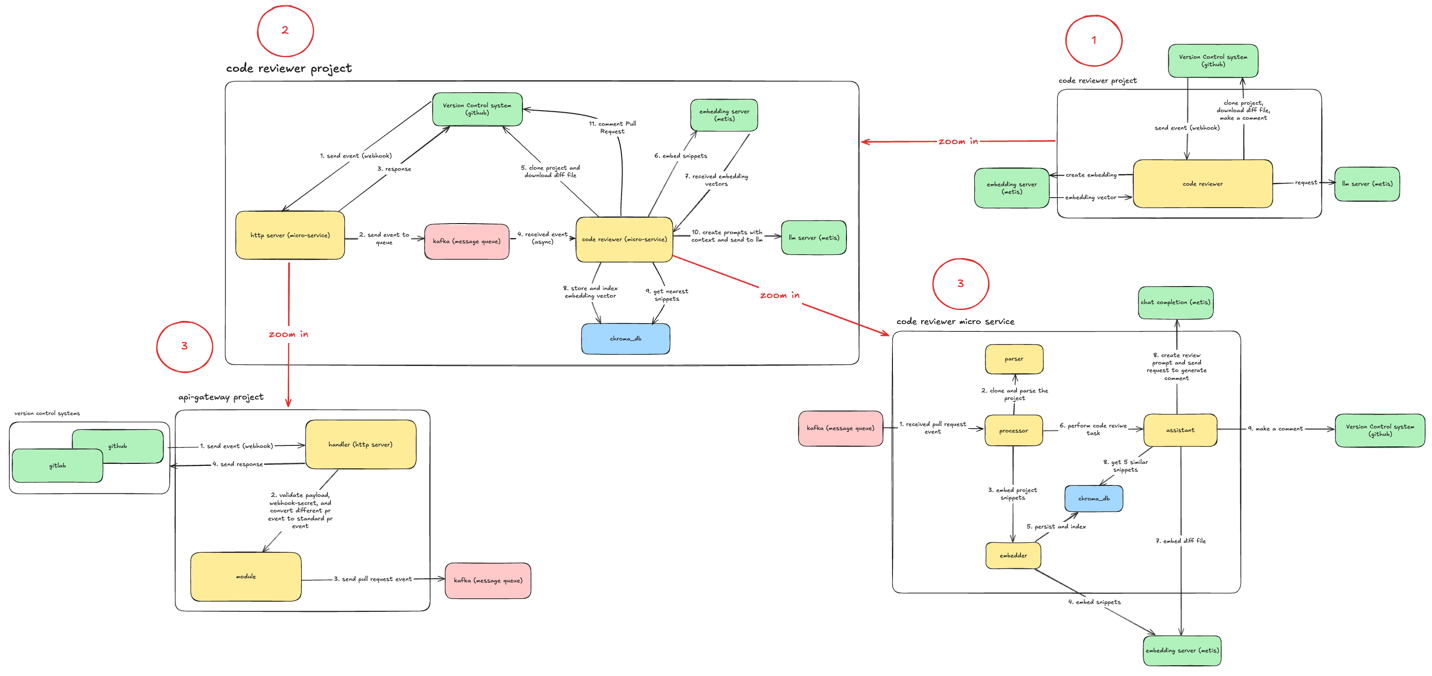 2
code reviewer project
Version Control system
(github)
embedding server
(metis)
11. comment Pull
Request
1. send event (webhook)
3. response
5. clone project and
download diff file
6. embed snippets
7. received embedding
vectors
http server (micro-service)
2. send event to
queue
kafka (message queue)
4. received event
(async)
code reviewer (micro-service)
10. create prompts with
context and send to llm
llm server (metis)
8. store and index
embedding vector
9. get nearest
snippets
chroma_db
zoom in
zoom in
zoom in
1
code reviewer project
Version Control system
(github)
clone project,
download diff file,
make a comment
send event (webhook)
embedding server
(metis)
create embedding
embedding vector
code reviewer
request
llm server (metis)
3
api-gateway project
version control systems
github
gitlab
1. send event (webhook)
4. send response
handler (http server)
2. validate payload,
webhook-secret, and
convert different pr
event to standard pr
event
module
3. send pull request event
kafka (message queue)
3
code reviewer micro service
chat completion (metis)
parser
2. clone and parse the
project
8. create review
prompt and send
request to generate
comment
kafka (message queue)
1. received pull request
event
processor
6. perform code reviwe
task
assistant
9. make a comment
Version Control system
(github)
8. get 5 similar
snippets
3. embed project
snippets
chroma_db
5. persist and index
7. embed diff file
embedder
4. embed snippets
embedding server (metis)